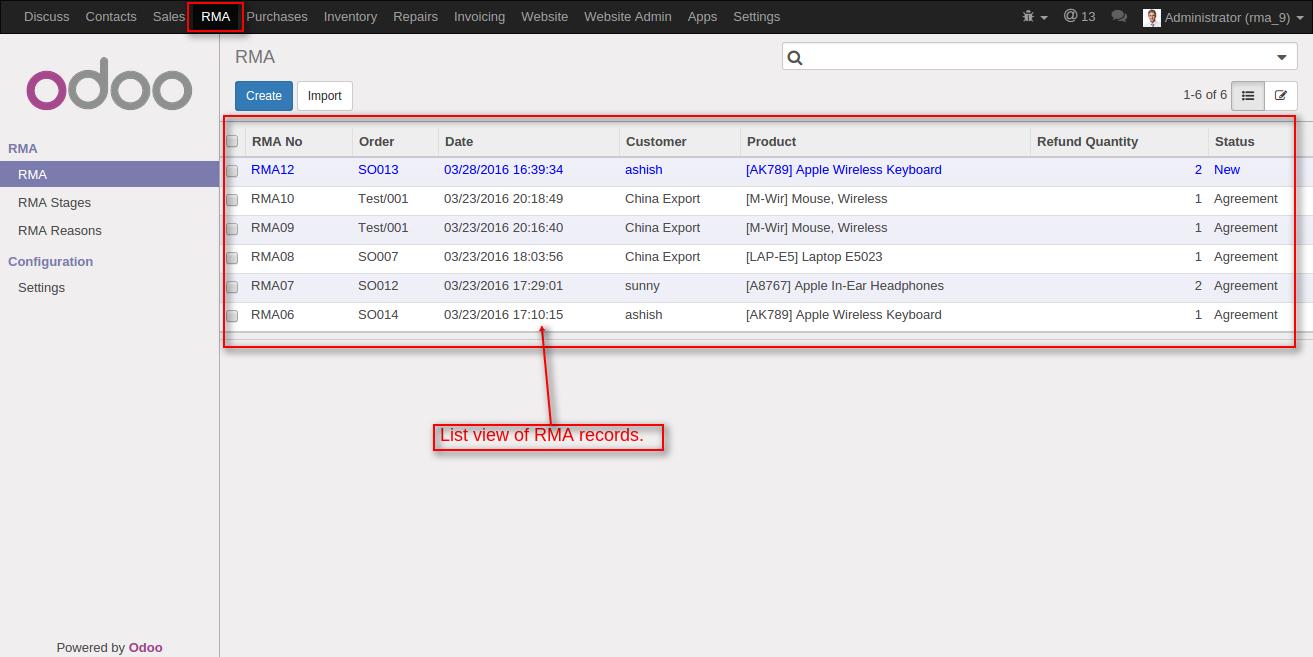 Discuss Contacts Sales RMA Purchases Inventory Repairs Invoicing Website Website Admin Apps Settings @ 13 Administrator (rma_9)
odoo
RMA
RMA
RMA Stages
RMA Reasons
Configuration
Settings
Powered by Odoo
RMA
Create Import 1-6 of 6
RMA No Order Date Customer Product Refund Quantity Status
RMA12 SO013 03/28/2016 16:39:34 ashish [AK789] Apple Wireless Keyboard 2 New
RMA10 Test/001 03/23/2016 20:18:49 China Export [M-Wir] Mouse, Wireless 1 Agreement
RMA09 Test/001 03/23/2016 20:16:40 China Export [M-Wir] Mouse, Wireless 1 Agreement
RMA08 SO007 03/23/2016 18:03:56 China Export [LAP-E5] Laptop E5023 1 Agreement
RMA07 SO012 03/23/2016 17:29:01 sunny [A8767] Apple In-Ear Headphones 2 Agreement
RMA06 SO014 03/23/2016 17:10:15 ashish [AK789] Apple Wireless Keyboard 1 Agreement
List view of RMA records.